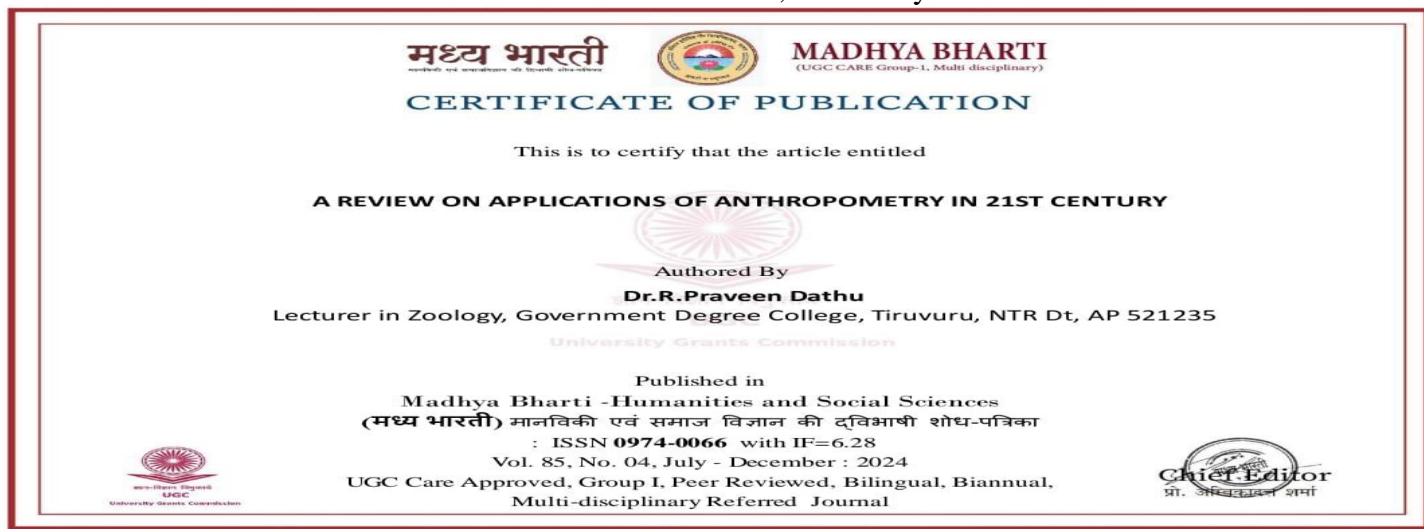 मध्य भारती
MADHYA BHARTI
(UGC CARE Group-1, Multi disciplinary)
CERTIFICATE OF PUBLICATION
This is to certify that the article entitled
A REVIEW ON APPLICATIONS OF ANTHROPOMETRY IN 21ST CENTURY
Authored By
Dr.R.Praveen Dathu
Lecturer in Zoology, Government Degree College, Tiruvuru, NTR Dt, AP 521235
UGC
University Grants Commission
Published in
Madhya Bharti -Humanities and Social Sciences
(मध्य भारती) मानविकी एवं समाज विज्ञान की द्विभाषी शोध-पत्रिका
: ISSN 0974-0066 with IF=6.28
Vol. 85, No. 04, July - December : 2024
UGC Care Approved, Group I, Peer Reviewed, Bilingual, Biannual,
Multi-disciplinary Referred Journal
UGC
University Grants Commission
Chief Editor
प्रो. शर्मा